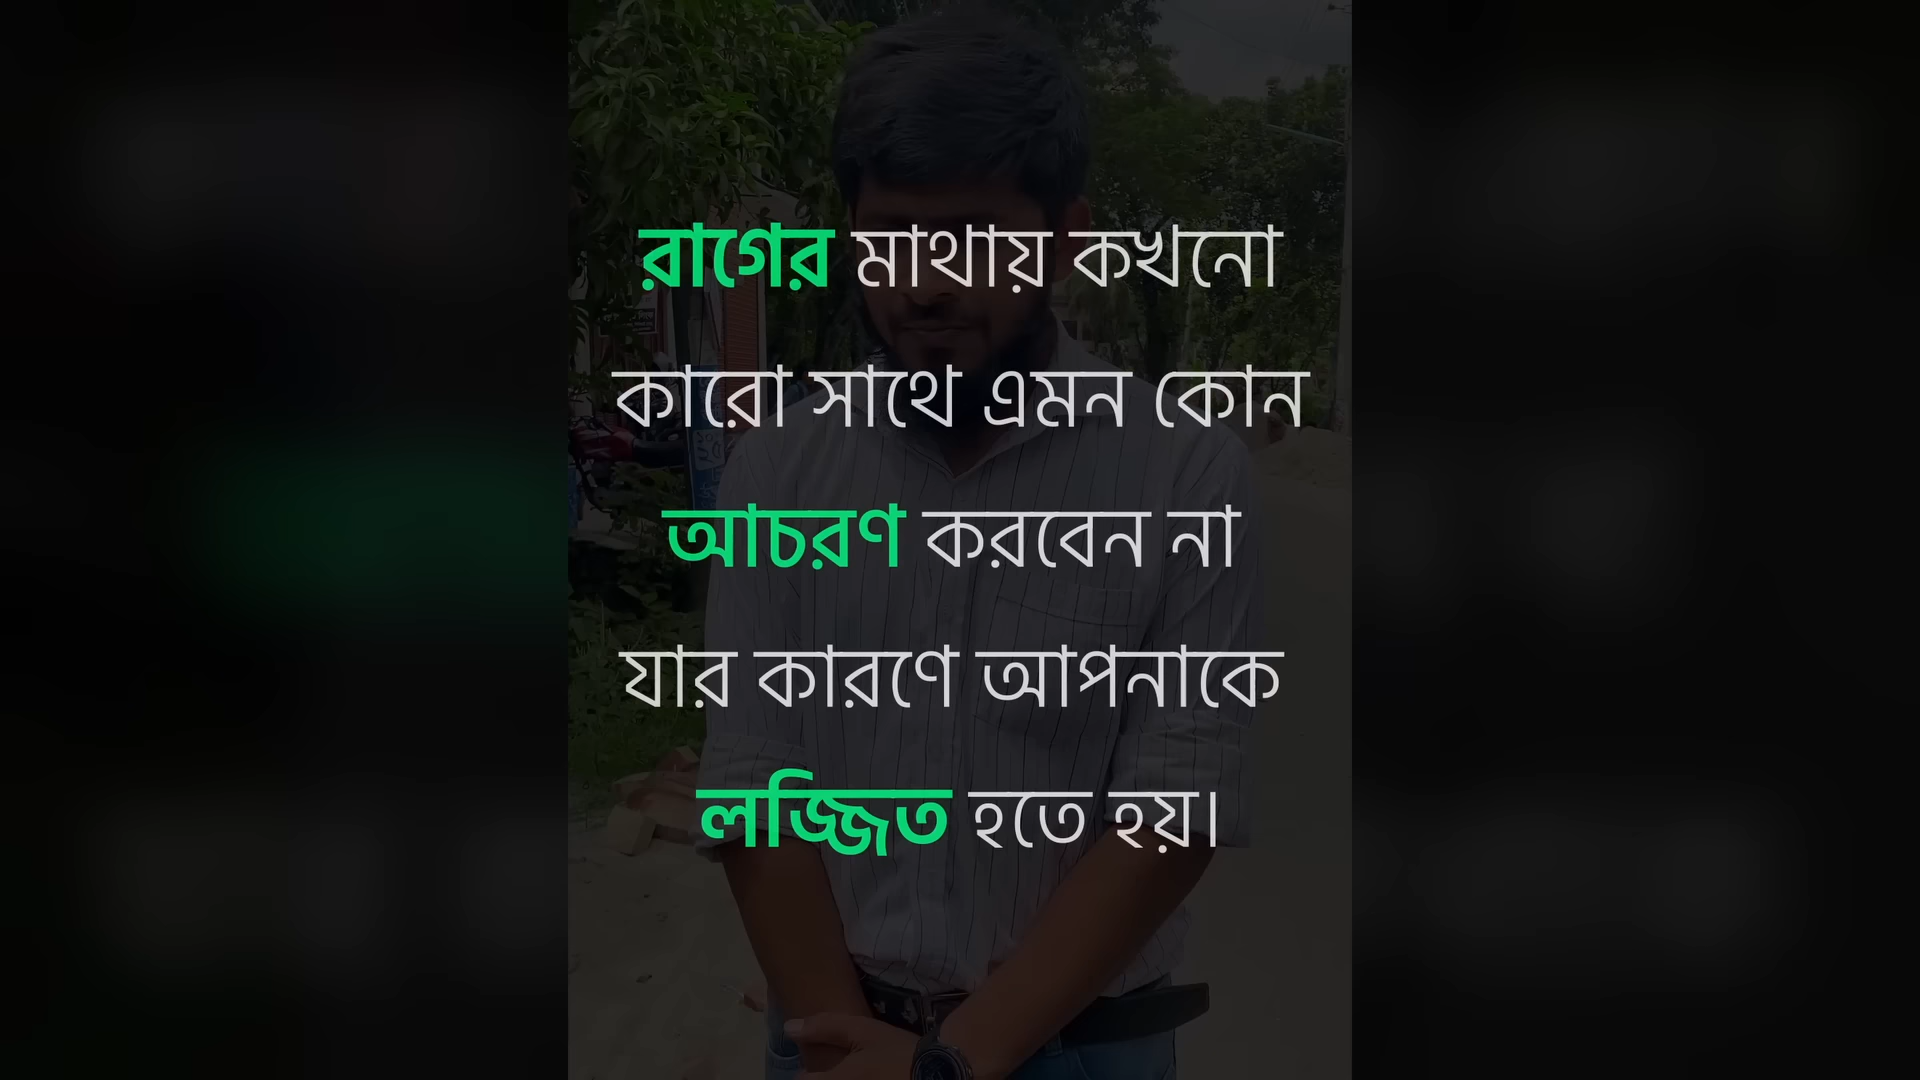 রাগের মাথায় কখনো
কারো সাথে এমন কোন
আচরণ করবেন না
যার কারণে আপনাকে
লজ্জিত হতে হয়।